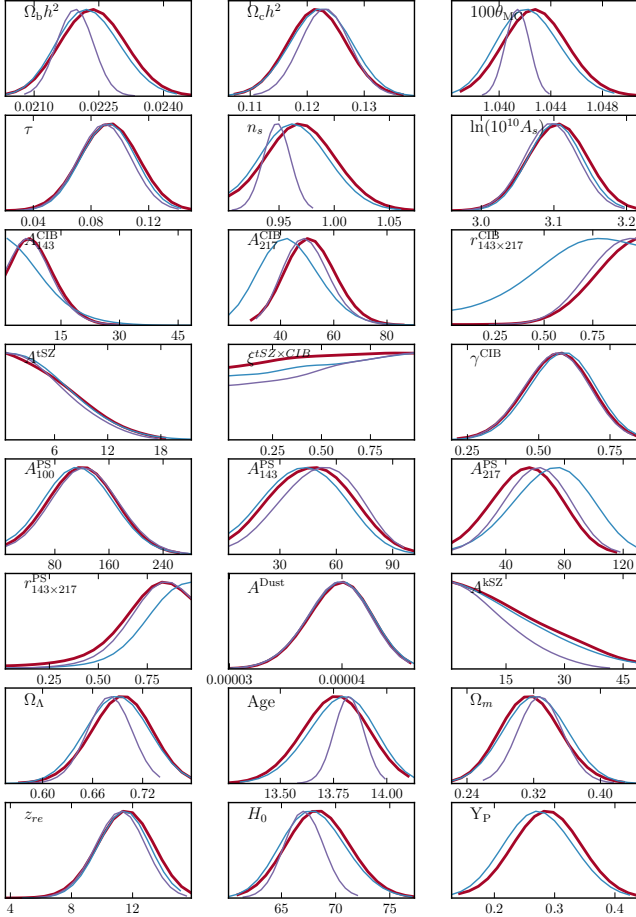 Ω_b h² Ω_c h² 100θ_MC
0.0210 0.0225 0.0240 0.11 0.12 0.13 1.040 1.044 1.048
τ n_s ln(10¹⁰A_s)
0.04 0.08 0.12 0.95 1.00 1.05 3.0 3.1 3.2
A^CIB_143 A^CIB_217 r^CIB_143×217
15 30 45 40 60 80 0.25 0.50 0.75
A^tSZ ξ^tSZ×CIB γ^CIB
6 12 18 0.25 0.50 0.75 0.25 0.50 0.75
A^PS_100 A^PS_143 A^PS_217
80 160 240 30 60 90 40 80 120
r^PS_143×217 A^Dust A^kSZ
0.25 0.50 0.75 0.00003 0.00004 15 30 45
Ω_Λ Age Ω_m
0.60 0.66 0.72 13.50 13.75 14.00 0.24 0.32 0.40
z_re H_0 Y_P
4 8 12 65 70 75 0.2 0.3 0.4